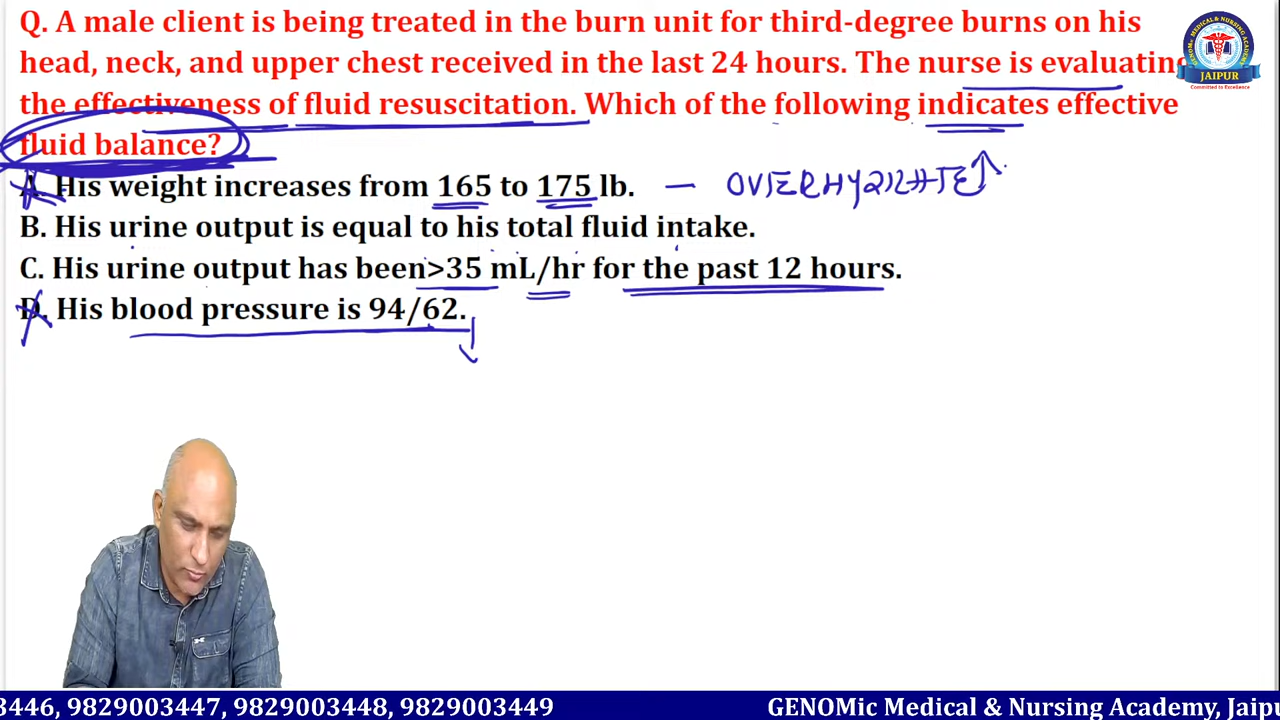 Q. A male client is being treated in the burn unit for third-degree burns on his
head, neck, and upper chest received in the last 24 hours. The nurse is evaluating
the effectiveness of fluid resuscitation. Which of the following indicates effective
fluid balance?
A. His weight increases from 165 to 175 lb. — OVERHYDRATE ↑
B. His urine output is equal to his total fluid intake.
C. His urine output has been>35 mL/hr for the past 12 hours.
D. His blood pressure is 94/62. ↓
JAIPUR
Committed to Excellence
3446, 9829003447, 9829003448, 9829003449 GENOMic Medical & Nursing Academy, Jaipu